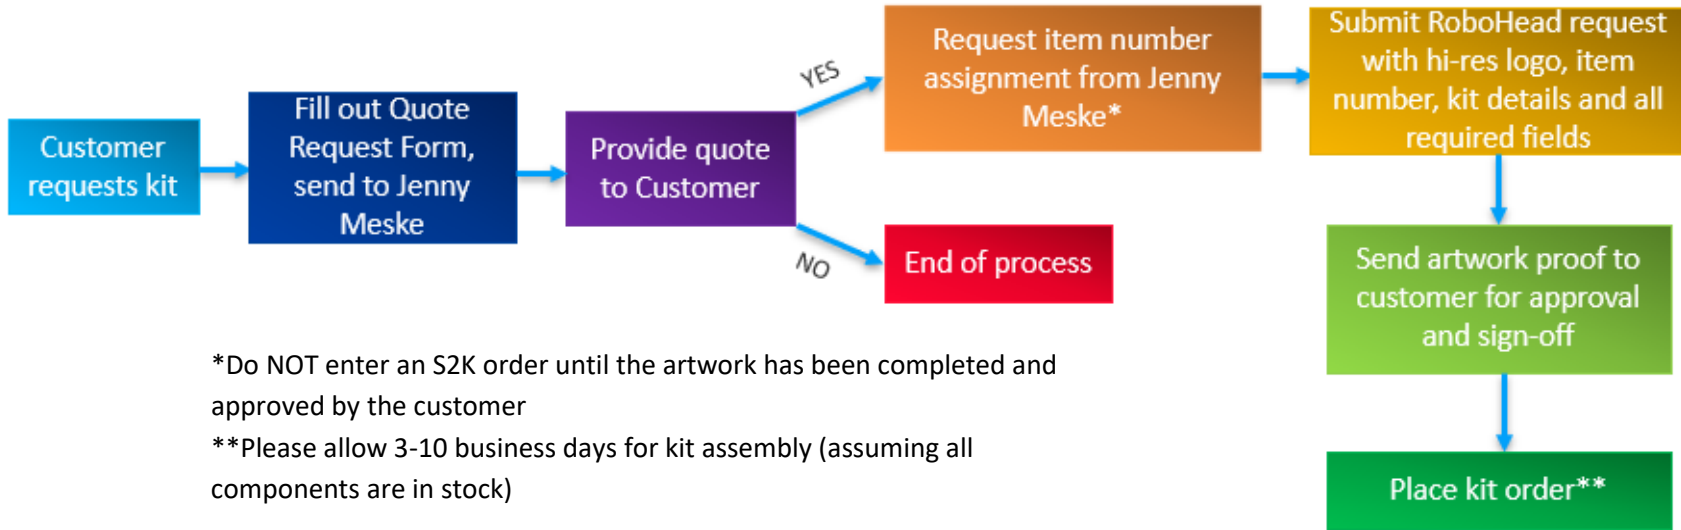 Customer
requests kit
Fill out Quote
Request Form,
send to Jenny
Meske
Provide quote
to Customer
YES
Request item number
assignment from Jenny
Meske*
Submit RoboHead request
with hi-res logo, item
number, kit details and all
required fields
NO
End of process
Send artwork proof to
customer for approval
and sign-off
Place kit order**
*Do NOT enter an S2K order until the artwork has been completed and
approved by the customer
**Please allow 3-10 business days for kit assembly (assuming all
components are in stock)